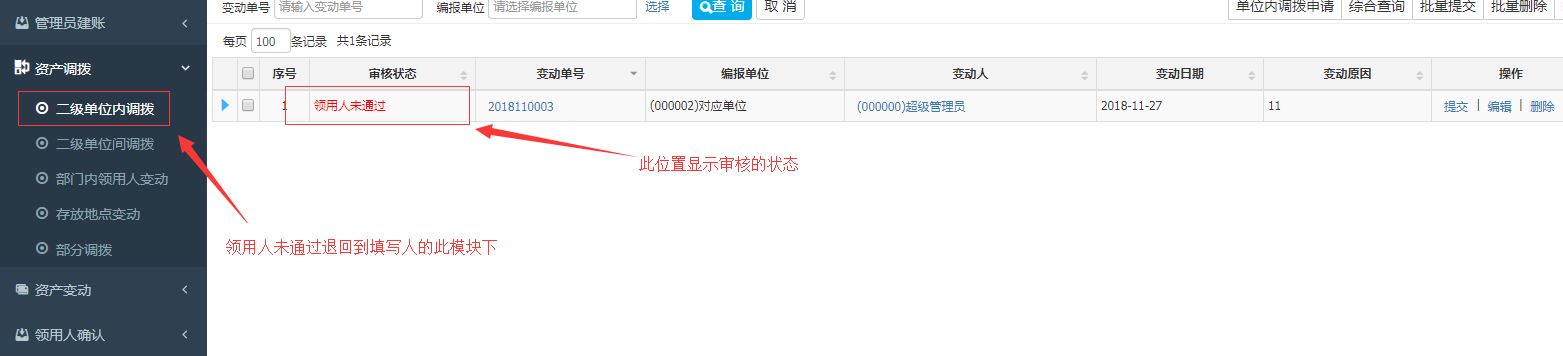 管理员建账
资产调拨
二级单位内调拨
二级单位间调拨
部门内领用人变动
存放地点变动
部分调拨
资产变动
领用人确认
变动单号 请输入变动单号 编报单位 请选择编报单位 选择 查 询 取 消 单位内调拨申请 综合查询 批量提交 批量删除
每页 100 条记录 共1条记录
序号 审核状态 变动单号 编报单位 变动人 变动日期 变动原因 操作
1 领用人未通过 2018110003 (000002)对应单位 (000000)超级管理员 2018-11-27 11 提交 | 编辑 | 删除
此位置显示审核的状态
领用人未通过退回到填写人的此模块下